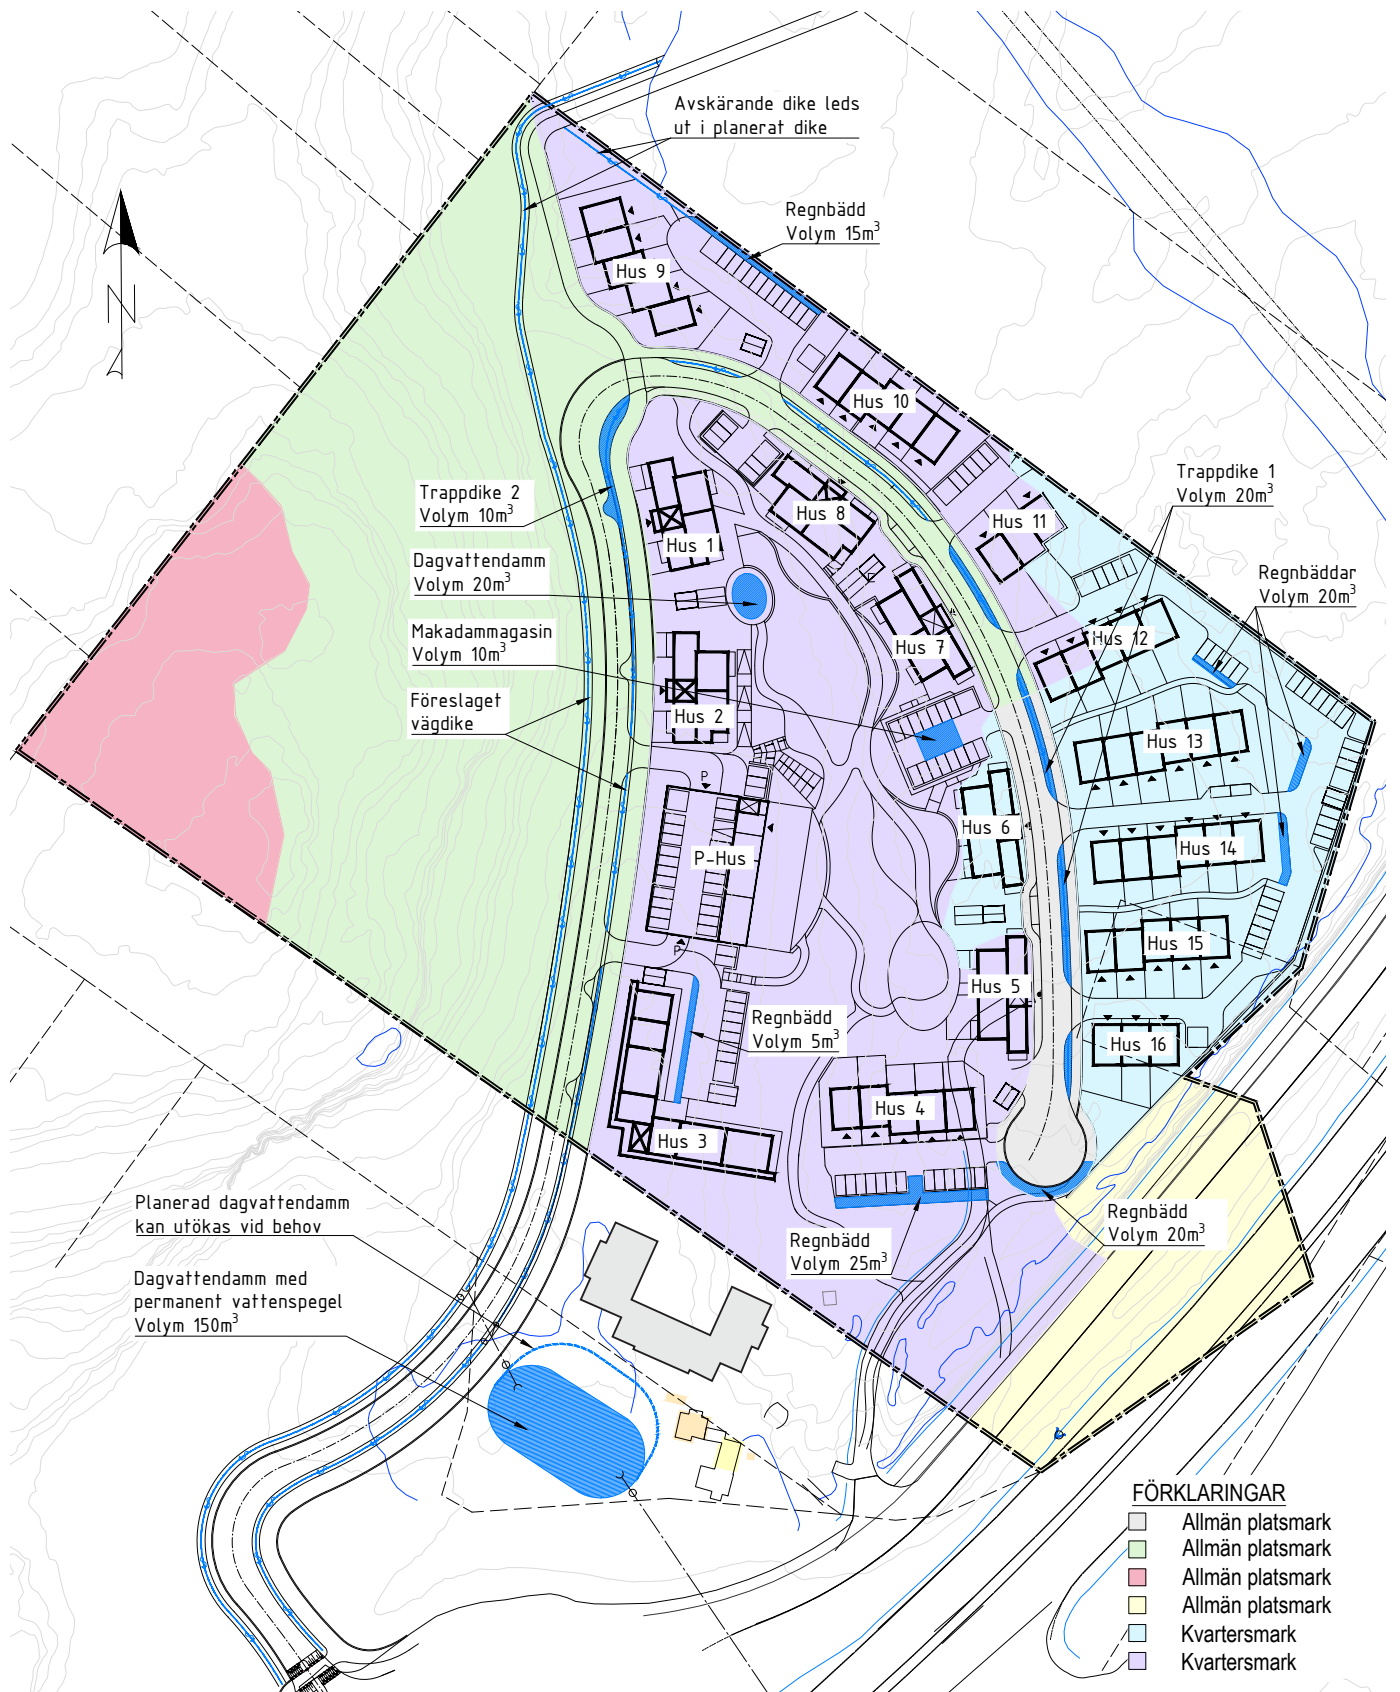 Avskärande dike leds
ut i planerat dike
Regnbädd
Volym 15m³
N
Hus 9
Hus 10
Trappdike 1
Volym 20m³
Trappdike 2
Volym 10m³
Hus 8
Hus 11
Hus 1
Dagvattendamm
Volym 20m³
Regnbäddar
Volym 20m³
Makadammagasin
Volym 10m³
Hus 7
Hus 12
Föreslaget
vägdike
Hus 2
Hus 13
P
Hus 6
Hus 14
P-Hus
P
Hus 15
Hus 5
Regnbädd
Volym 5m³
Hus 16
Hus 4
Hus 3
Planerad dagvattendamm
kan utökas vid behov
Regnbädd
Volym 20m³
Regnbädd
Volym 25m³
Dagvattendamm med
permanent vattenspegel
Volym 150m³
FÖRKLARINGAR
Allmän platsmark
Allmän platsmark
Allmän platsmark
Allmän platsmark
Kvartersmark
Kvartersmark